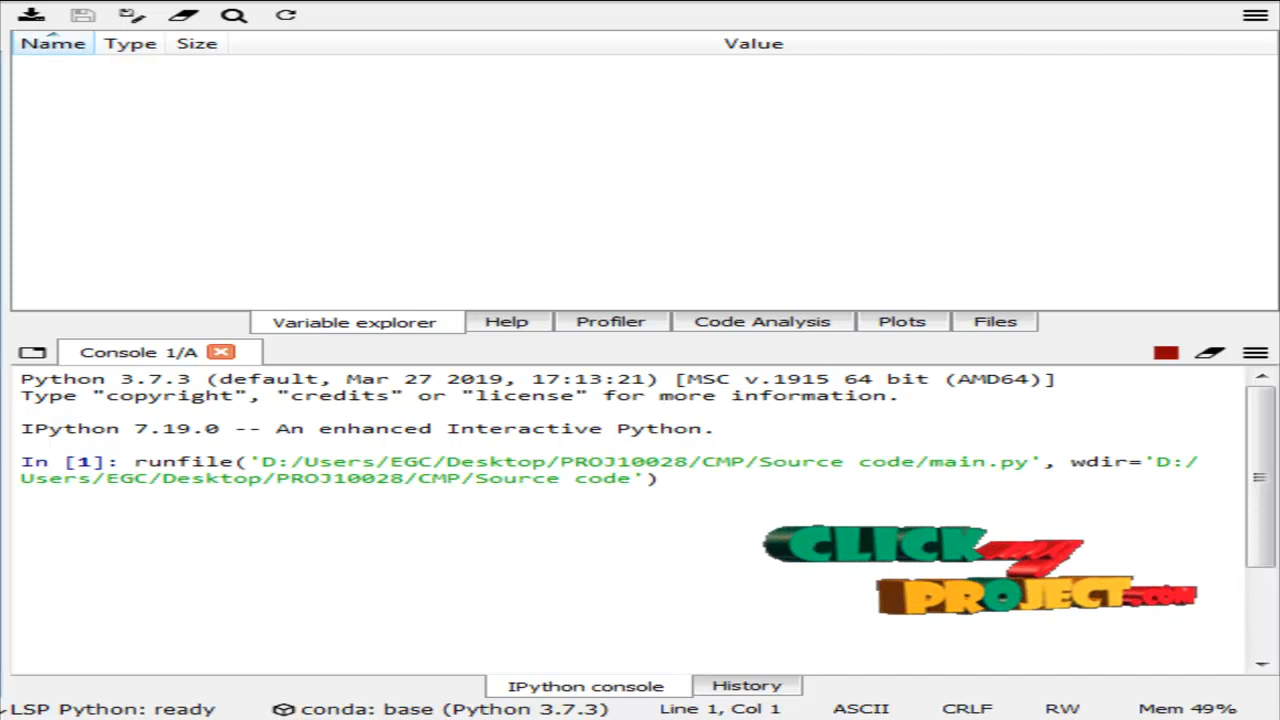 Name Type Size Value
Variable explorer Help Profiler Code Analysis Plots Files
Console 1/A
Python 3.7.3 (default, Mar 27 2019, 17:13:21) [MSC v.1915 64 bit (AMD64)]
Type "copyright", "credits" or "license" for more information.
IPython 7.19.0 -- An enhanced Interactive Python.
In [1]: runfile('D:/Users/EGC/Desktop/PROJ10028/CMP/Source code/main.py', wdir='D:/
Users/EGC/Desktop/PROJ10028/CMP/Source code')
CLICK my
PROJECT.COM
IPython console History
LSP Python: ready conda: base (Python 3.7.3) Line 1, Col 1 ASCII CRLF RW Mem 49%